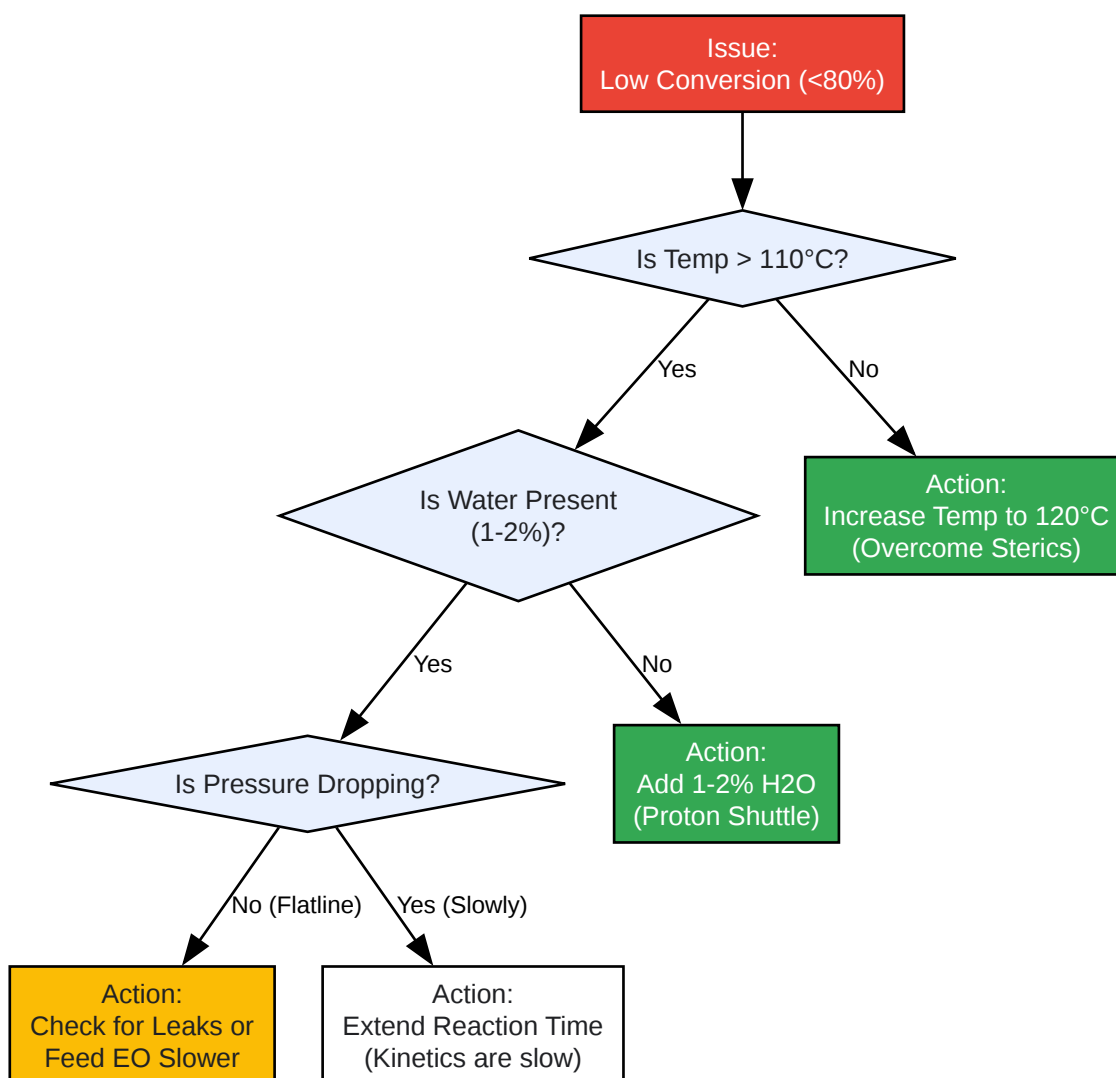 Issue:
Low Conversion (<80%)
Is Temp > 110°C?
Yes
No
Is Water Present
(1-2%)?
Action:
Increase Temp to 120°C
(Overcome Sterics)
Yes
No
Is Pressure Dropping?
Action:
Add 1-2% H2O
(Proton Shuttle)
No (Flatline)
Yes (Slowly)
Action:
Check for Leaks or
Feed EO Slower
Action:
Extend Reaction Time
(Kinetics are slow)